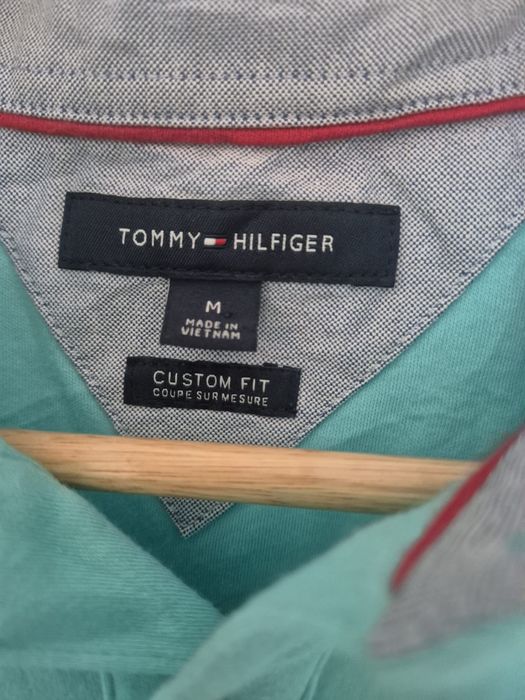 TOMMY HILFIGER
M
MADE IN
VIETNAM
CUSTOM FIT
COUPE SUR MESURE